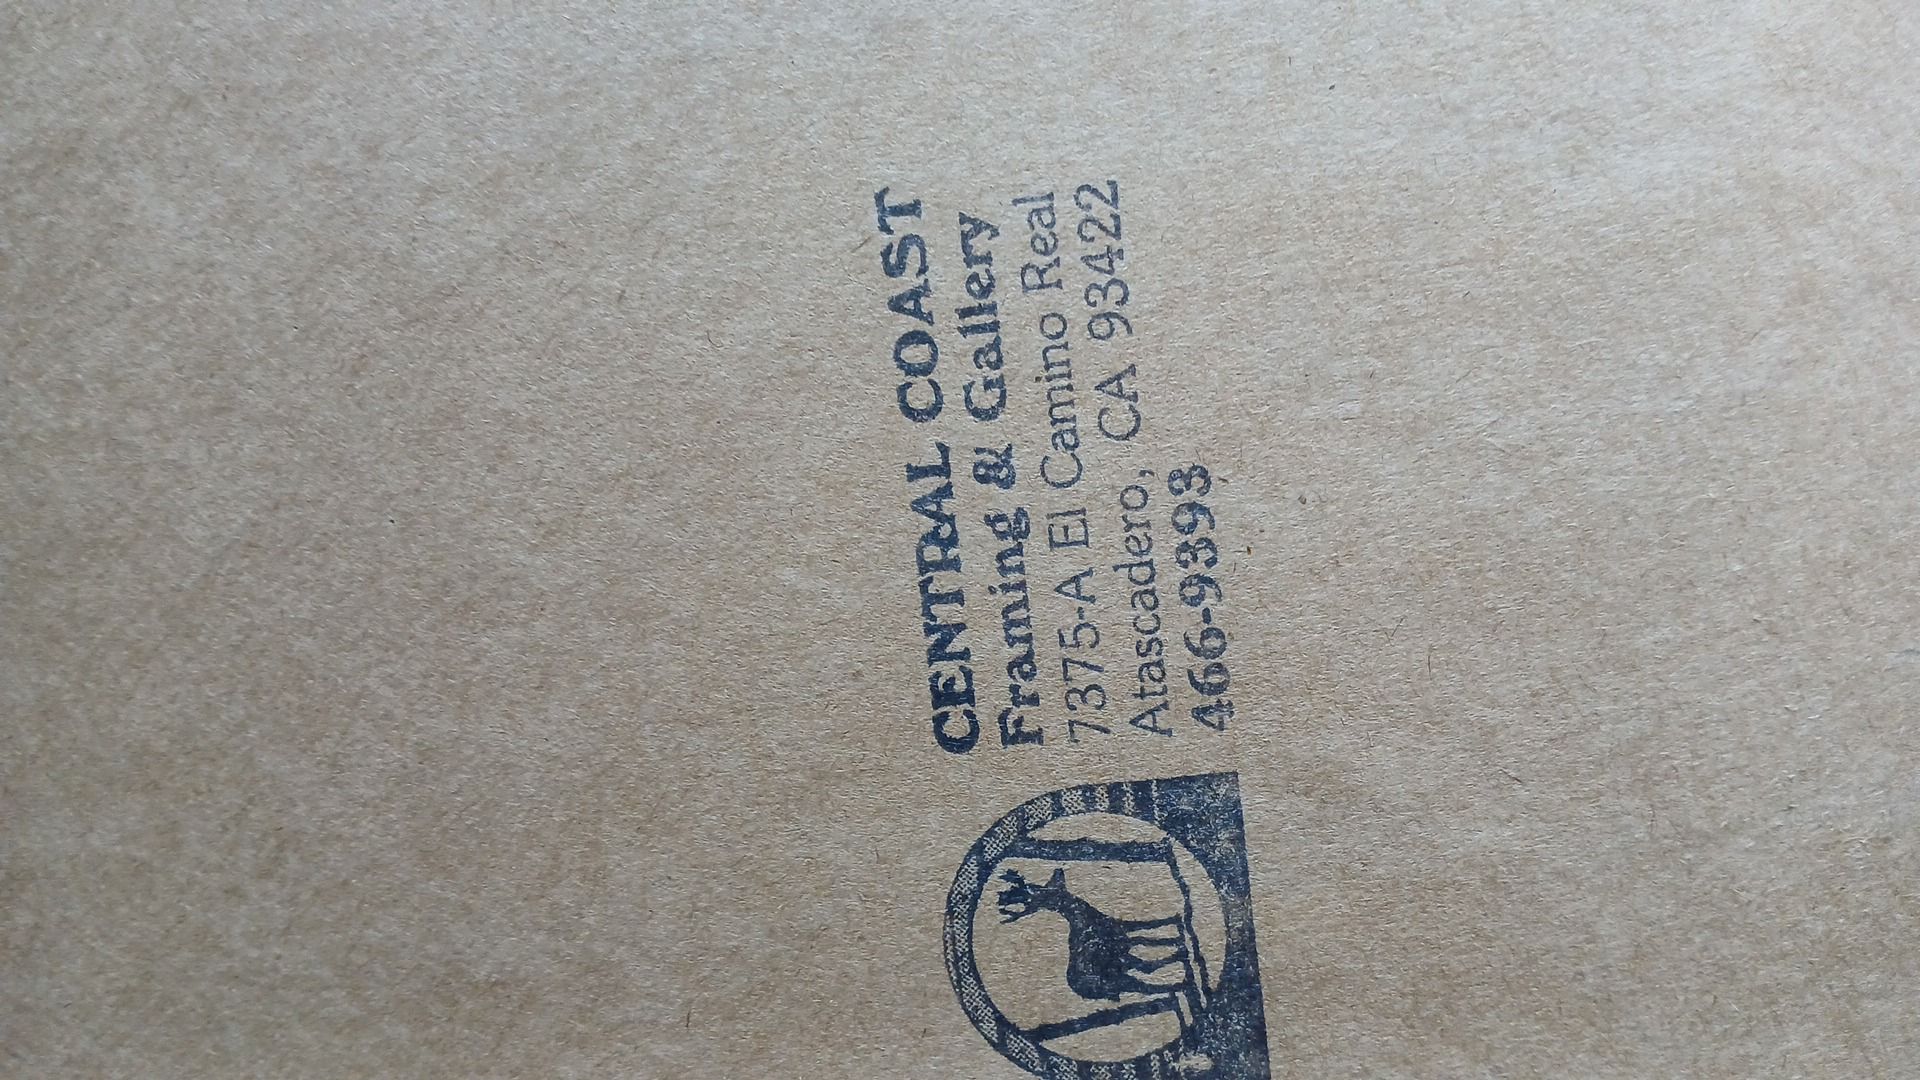 CENTRAL COAST
Framing & Gallery
7375-A El Camino Real
Atascadero, CA 93422
466-9393